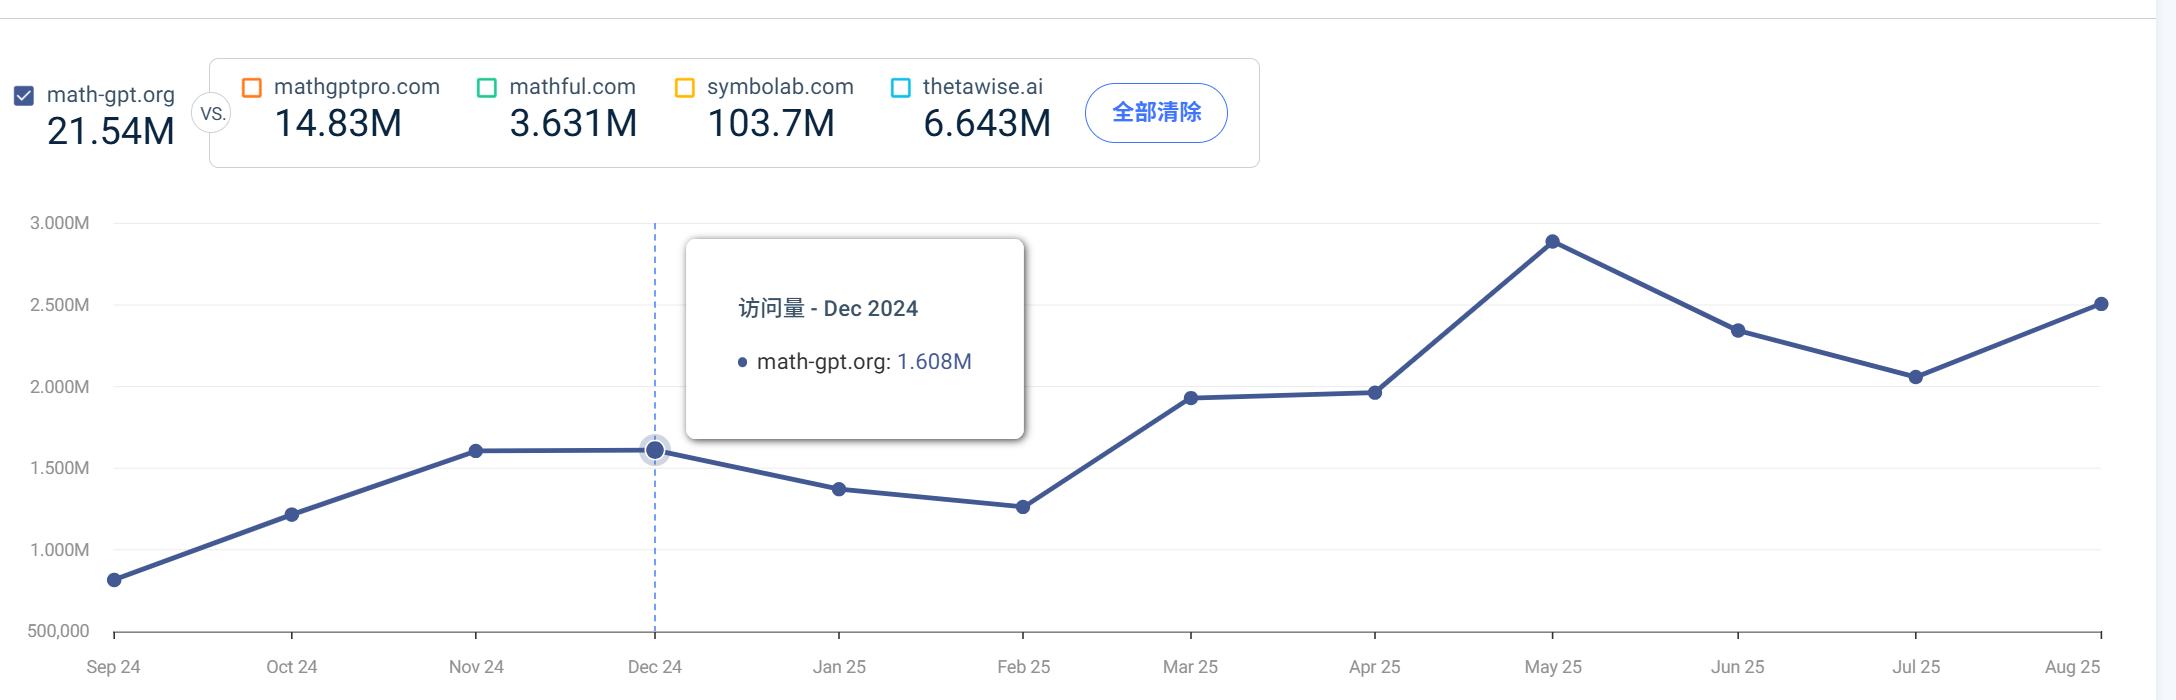 math-gpt.org
21.54M
VS.
mathgptpro.com
14.83M
mathful.com
3.631M
symbolab.com
103.7M
thetawise.ai
6.643M
全部清除
3.000M
2.500M
2.000M
1.500M
1.000M
500,000
访问量 - Dec 2024
math-gpt.org: 1.608M
Sep 24 Oct 24 Nov 24 Dec 24 Jan 25 Feb 25 Mar 25 Apr 25 May 25 Jun 25 Jul 25 Aug 25